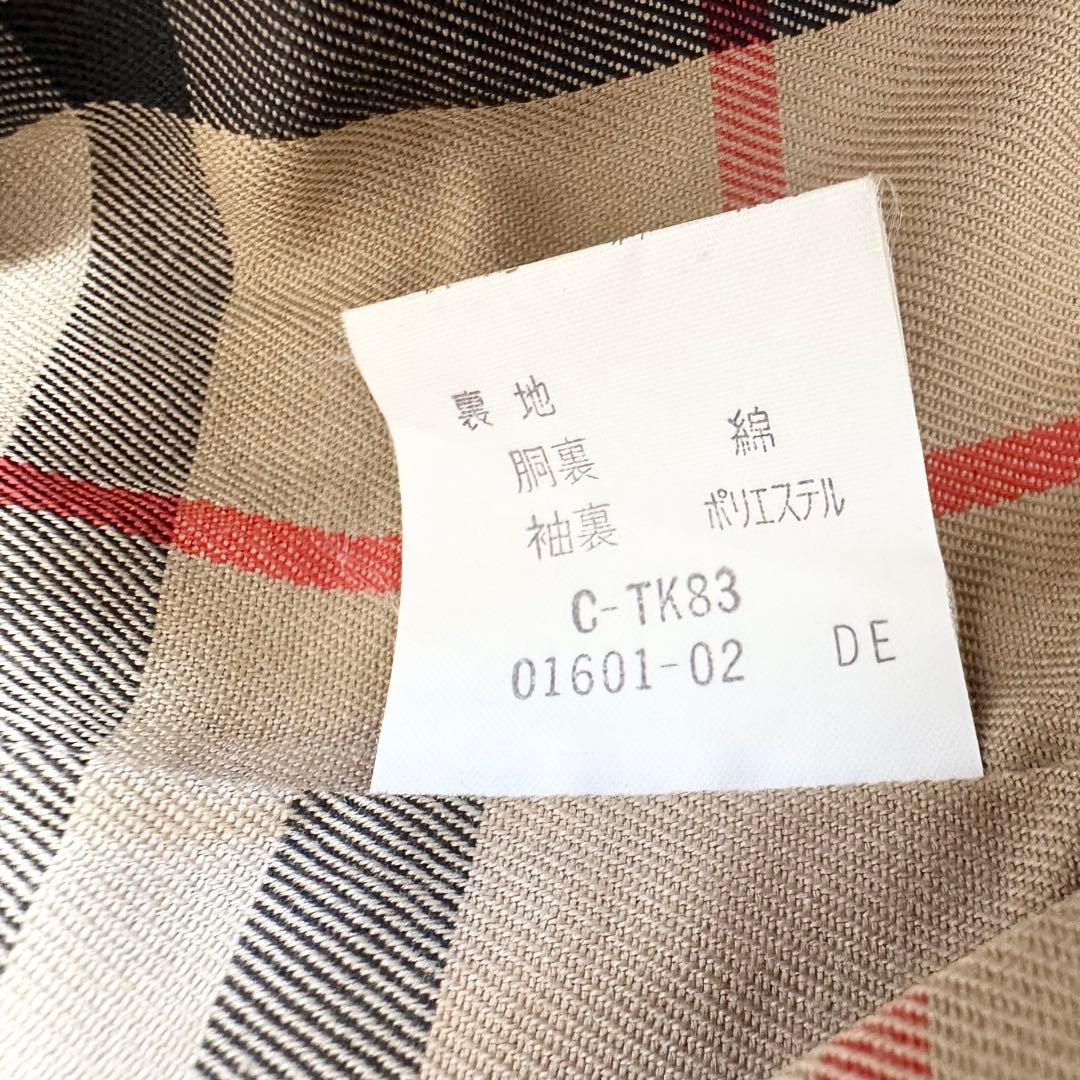 裏地
胴裏 綿
袖裏 ポリエステル
C-TK83
01601-02 DE